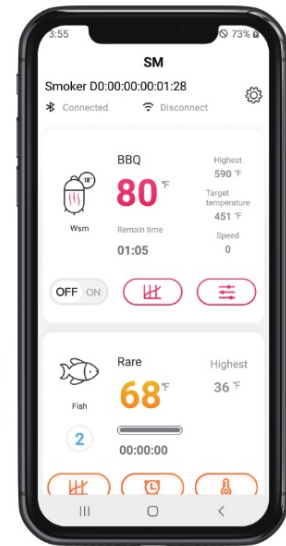 3:55 73%
SM
Smoker D0:00:00:00:01:28
Connected Disconnect
BBQ
Highest
590 °F
80 °F
Target
temperature
451 °F
18"
Wsm
Remain time
Speed
01:05
0
OFF ON
Rare
Highest
68 °F
36 °F
Fish
2
00:00:00